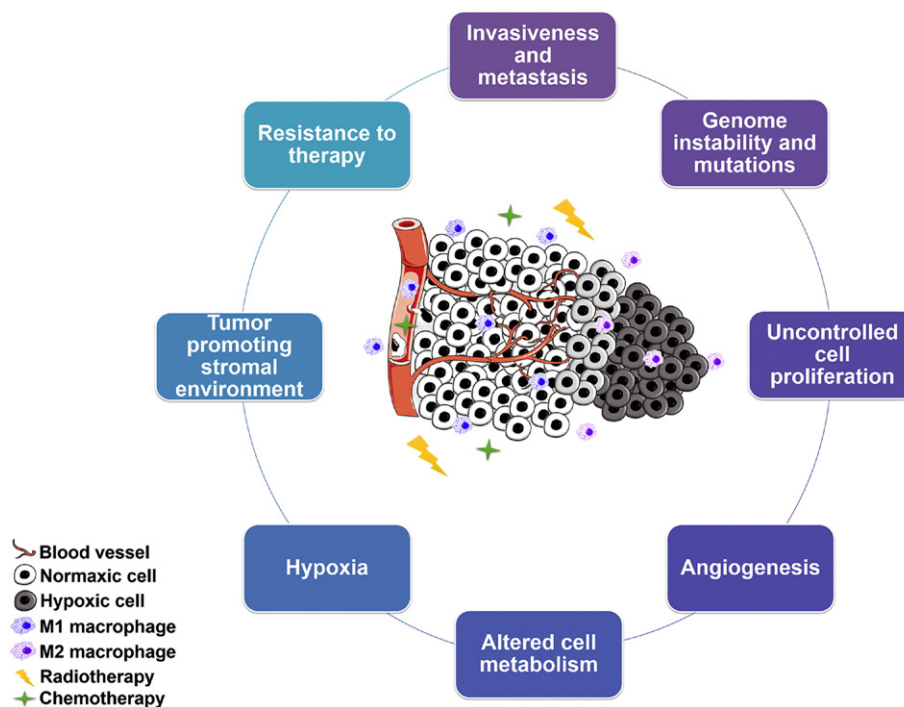 Invasiveness
and
metastasis
Genome
instability and
mutations
Uncontrolled
cell
proliferation
Angiogenesis
Altered cell
metabolism
Hypoxia
Tumor
promoting
stromal
environment
Resistance to
therapy
Blood vessel
Normaxic cell
Hypoxic cell
M1 macrophage
M2 macrophage
Radiotherapy
Chemotherapy